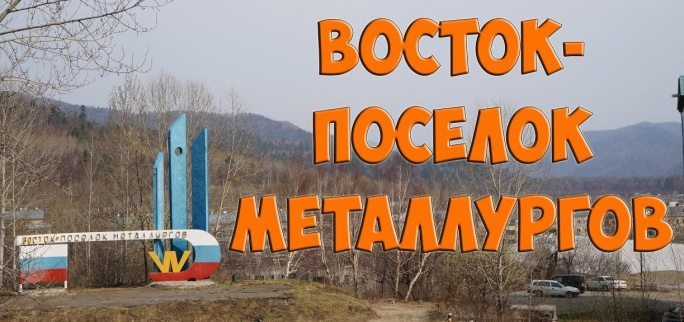 ВОСТОК-
ПОСЕЛОК
МЕТАЛЛУРГОВ
ВОСТОК-ПОСЕЛОК МЕТАЛЛУРГОВ
W